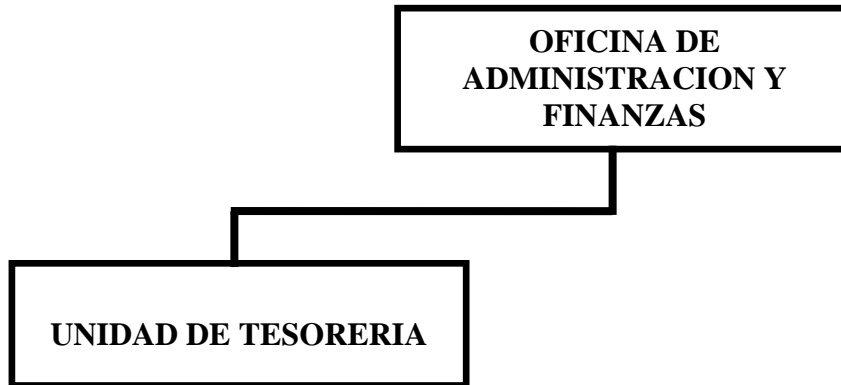 OFICINA DE
ADMINISTRACION Y
FINANZAS
UNIDAD DE TESORERIA